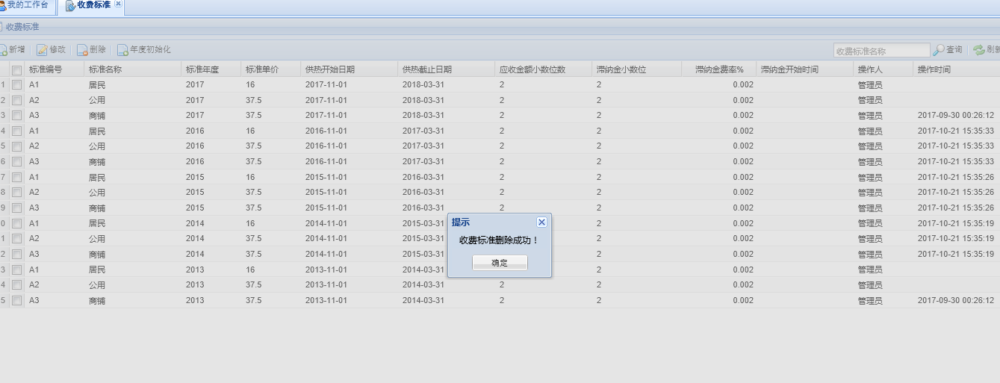 我的工作台 收费标准
收费标准
新增 修改 删除 年度初始化 收费标准名称 查询 刷新
标准编号 标准名称 标准年度 标准单价 供热开始日期 供热截止日期 应收金额小数位数 滞纳金小数位 滞纳金费率% 滞纳金开始时间 操作人 操作时间
1 A1 居民 2017 16 2017-11-01 2018-03-31 2 2 0.002 管理员
2 A2 公用 2017 37.5 2017-11-01 2018-03-31 2 2 0.002 管理员
3 A3 商铺 2017 37.5 2017-11-01 2018-03-31 2 2 0.002 管理员 2017-09-30 00:26:12
4 A1 居民 2016 16 2016-11-01 2017-03-31 2 2 0.002 管理员 2017-10-21 15:35:33
5 A2 公用 2016 37.5 2016-11-01 2017-03-31 2 2 0.002 管理员 2017-10-21 15:35:33
6 A3 商铺 2016 37.5 2016-11-01 2017-03-31 2 2 0.002 管理员 2017-10-21 15:35:33
7 A1 居民 2015 16 2015-11-01 2016-03-31 2 2 0.002 管理员 2017-10-21 15:35:26
8 A2 公用 2015 37.5 2015-11-01 2016-03-31 2 2 0.002 管理员 2017-10-21 15:35:26
9 A3 商铺 2015 37.5 2015-11-01 2016-03-31 2 2 0.002 管理员 2017-10-21 15:35:26
0 A1 居民 2014 16 2014-11-01 2015-03-31 2 0.002 管理员 2017-10-21 15:35:19
1 A2 公用 2014 37.5 2014-11-01 2015-03-31 2 0.002 管理员 2017-10-21 15:35:19
2 A3 商铺 2014 37.5 2014-11-01 2015-03-31 2 0.002 管理员 2017-10-21 15:35:19
3 A1 居民 2013 16 2013-11-01 2014-03-31 2 0.002 管理员
4 A2 公用 2013 37.5 2013-11-01 2014-03-31 2 2 0.002 管理员
5 A3 商铺 2013 37.5 2013-11-01 2014-03-31 2 2 0.002 管理员 2017-09-30 00:26:12
提示
收费标准删除成功！
确定